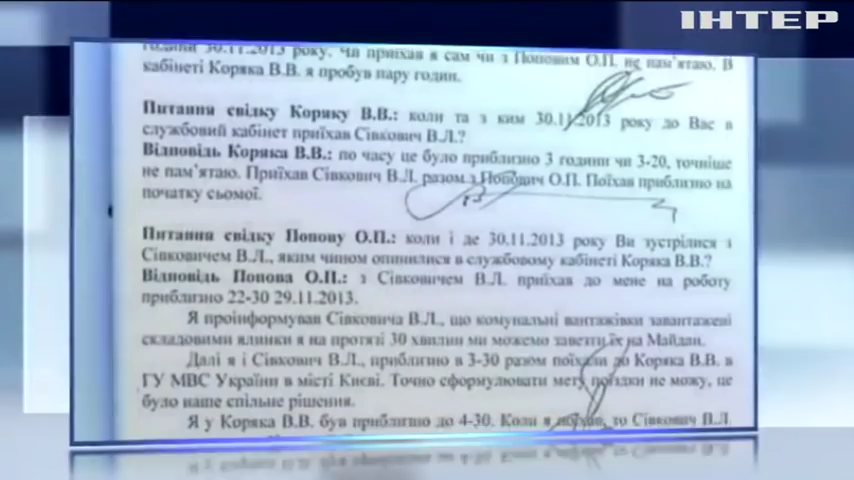 ІНТЕР
години 30.11.2013 року. Чи приїхав я сам чи з Поповим О.П. не пам'ятаю. В
кабінеті Коряка В.В. я пробув пару годин.
Питання свідку Коряку В.В.: коли та з ким 30.11.2013 року до Вас в
службовий кабінет приїхав Сівкович В.Л.?
Відповідь Коряка В.В.: по часу це було приблизно 3 години чи 3-20, точніше
не пам'ятаю. Приїхав Сівкович В.Л. разом з Попович О.П. Поїхав приблизно на
початку сьомої.
Питання свідку Попову О.П.: коли і де 30.11.2013 року Ви зустрілися з
Сівковичем В.Л., яким чином опинилися в службовому кабінеті Коряка В.В.?
Відповідь Попова О.П.: з Сівковичем В.Л. приїхав до мене на роботу
приблизно 22-30 29.11.2013.
Я проінформував Сівковича В.Л., що комунальні вантажівки завантажені
складовими ялинки я на протязі 30 хвилин ми можемо завезти їх на Майдан.
Далі я і Сівкович В.Л., приблизно в 3-30 разом поїхали до Коряка В.В. в
ГУ МВС України в місті Києві. Точно сформулювати мету поїздки не можу, це
було наше спільне рішення.
Я у Коряка В.В. був приблизно до 4-30. Коли я поїхав, то Сівкович В.Л.